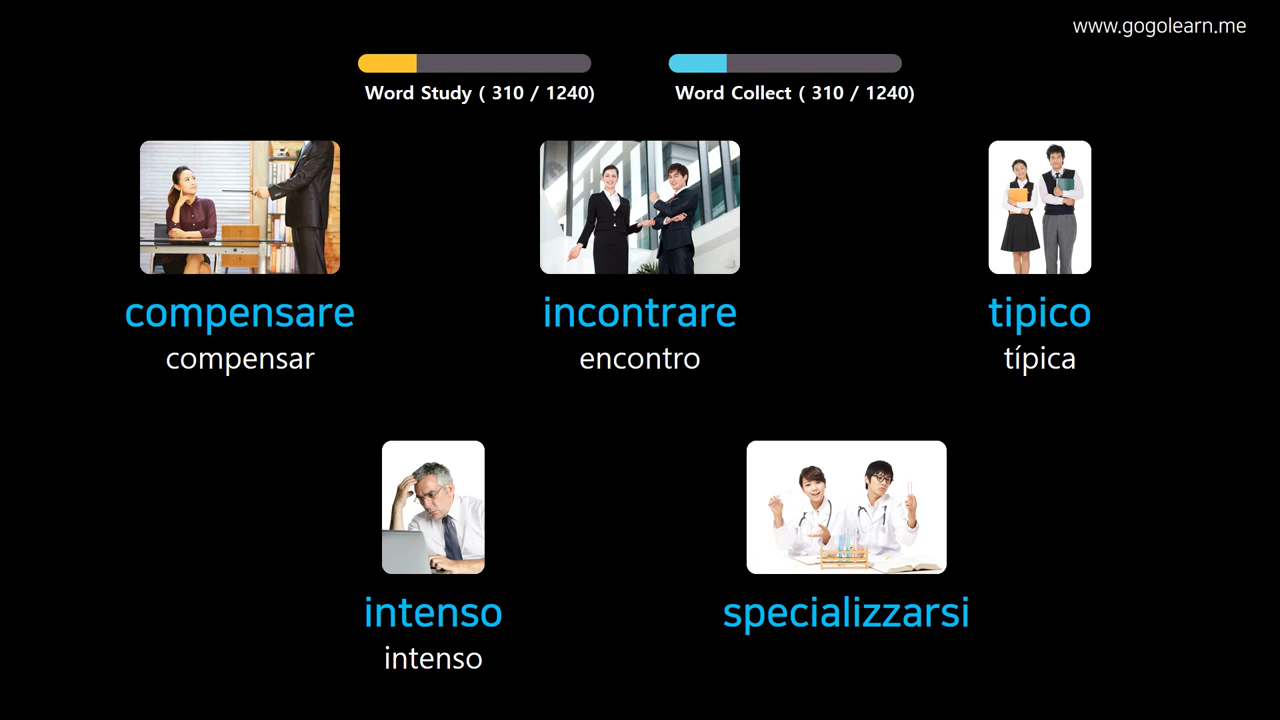 www.gogolearn.me
Word Study ( 310 / 1240)
Word Collect ( 310 / 1240)
compensare
compensar
incontrare
encontro
tipico
típica
intenso
intenso
specializzarsi